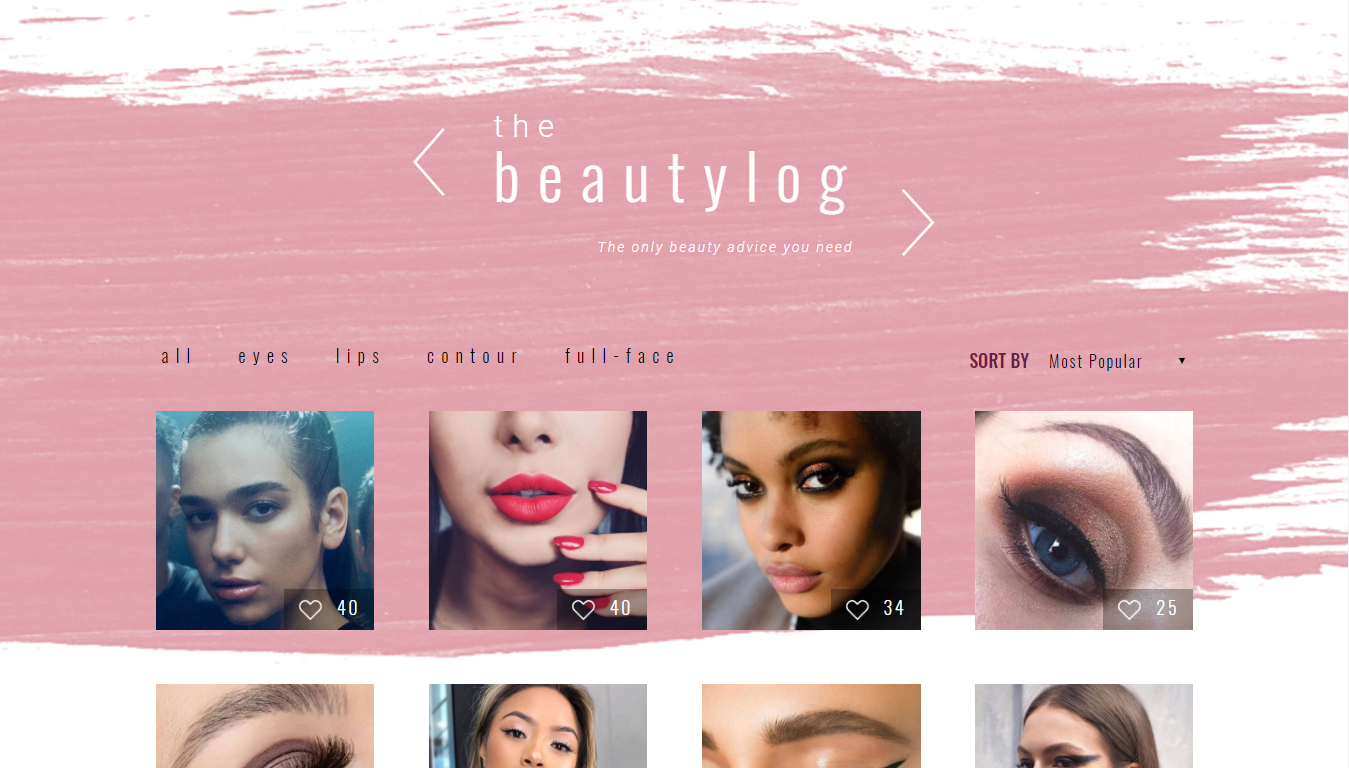 the
beautylog
The only beauty advice you need
all eyes lips contour full-face
SORT BY Most Popular
40
40
34
25